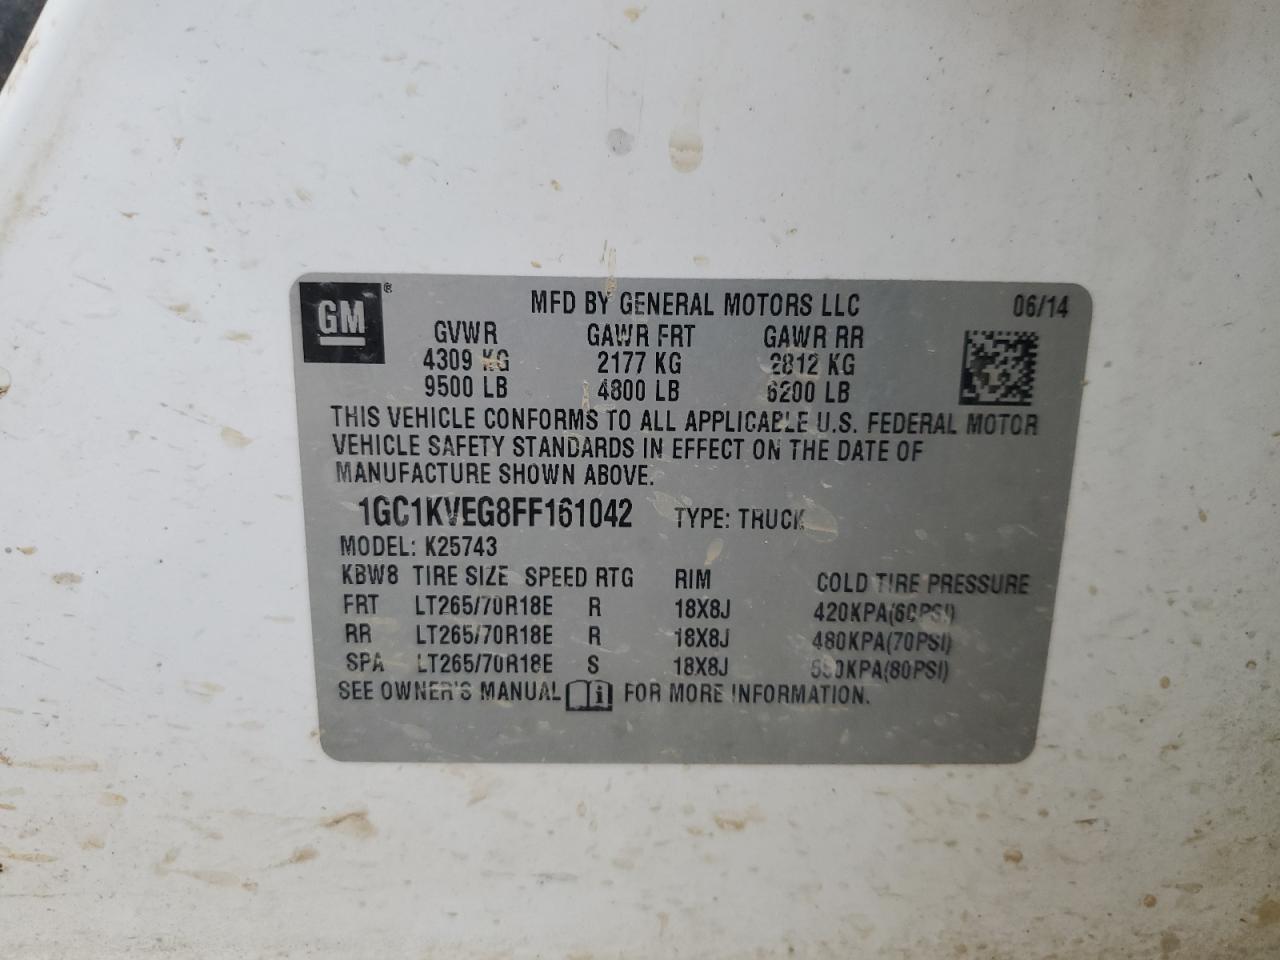 GM ®
MFD BY GENERAL MOTORS LLC 06/14
GVWR GAWR FRT GAWR RR
4309 KG 2177 KG 2812 KG
9500 LB 4800 LB 6200 LB
THIS VEHICLE CONFORMS TO ALL APPLICABLE U.S. FEDERAL MOTOR
VEHICLE SAFETY STANDARDS IN EFFECT ON THE DATE OF
MANUFACTURE SHOWN ABOVE.
1GC1KVEG8FF161042 TYPE: TRUCK
MODEL: K25743
KBW8 TIRE SIZE SPEED RTG RIM COLD TIRE PRESSURE
FRT LT265/70R18E R 18X8J 420KPA(60PSI)
RR LT265/70R18E R 18X8J 480KPA(70PSI)
SPA LT265/70R18E S 18X8J 550KPA(80PSI)
SEE OWNER'S MANUAL i FOR MORE INFORMATION.